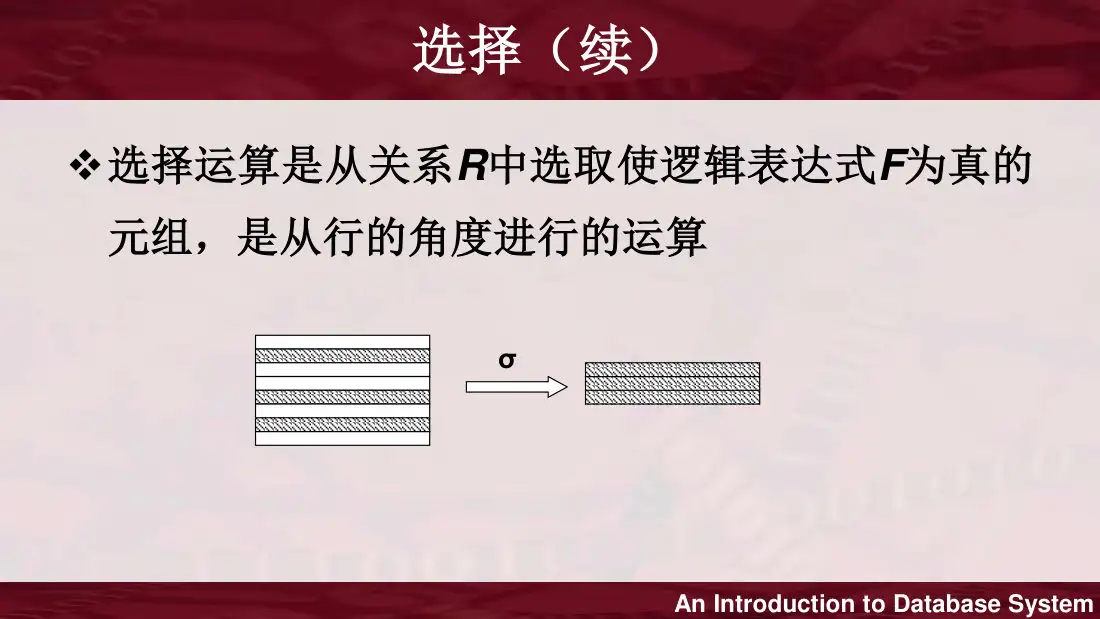 选择（续）
❖选择运算是从关系R中选取使逻辑表达式F为真的
元组，是从行的角度进行的运算
σ
An Introduction to Database System